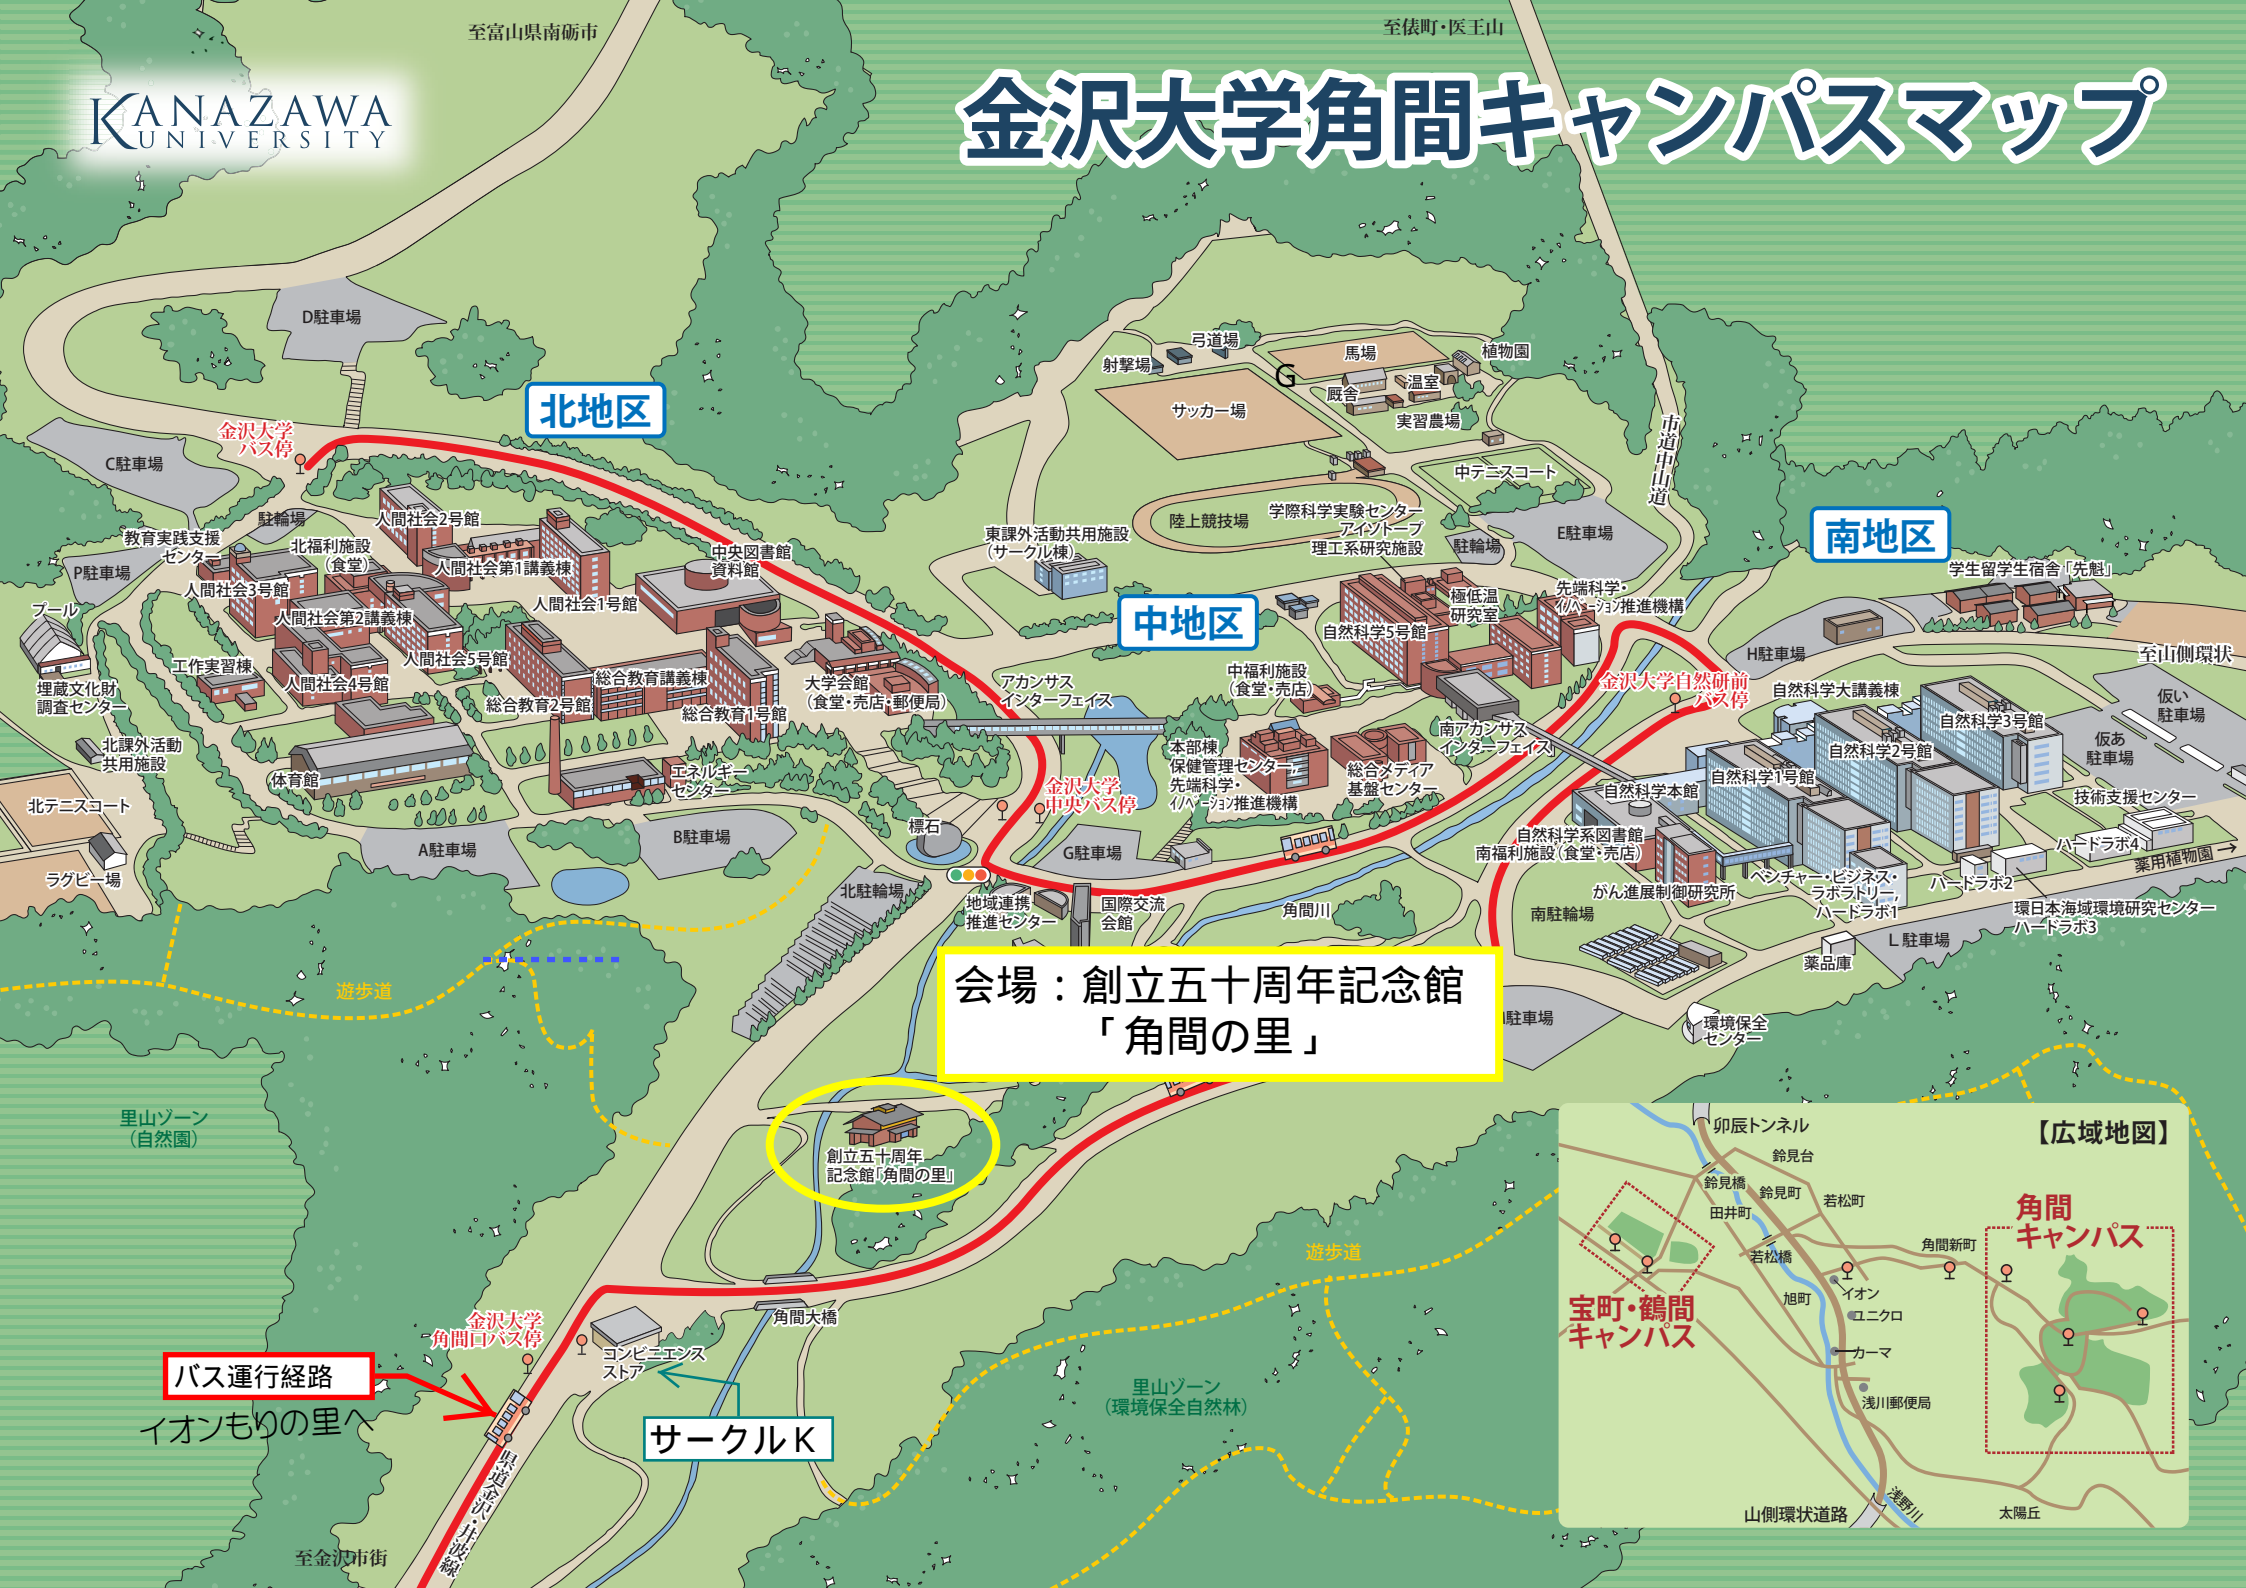 至富山県南砺市
至俵町・医王山
KANAZAWA
UNIVERSITY
金沢大学角間キャンパスマップ
D駐車場
北地区
金沢大学
バス停
C駐車場
射撃場
弓道場
馬場
G
植物園
厩舎
温室
サッカー場
実習農場
市道中山道
中テニスコート
陸上競技場
学際科学実験センター
アイソトープ
理工系研究施設
駐輪場
E駐車場
南地区
学生留学生宿舎「先魁」
駐輪場
人間社会2号館
教育実践支援
センター
北福利施設
（食堂）
人間社会第1講義棟
中央図書館
資料館
東課外活動共用施設
（サークル棟）
P駐車場
人間社会3号館
人間社会1号館
プール
人間社会第2講義棟
中地区
極低温
研究室
先端科学・
イノベーション推進機構
自然科学5号館
人間社会5号館
工作実習棟
人間社会4号館
総合教育講義棟
総合教育2号館
総合教育1号館
大学会館
（食堂・売店・郵便局）
アカンサス
インターフェイス
中福利施設
（食堂・売店）
H駐車場
至山側環状
金沢大学自然研前
バス停
自然科学大講義棟
仮い
駐車場
埋蔵文化財
調査センター
自然科学3号館
北課外活動
共用施設
南アカンサス
インターフェイス
自然科学2号館
仮あ
駐車場
本部棟,
保健管理センター,
先端科学・
イノベーション推進機構
総合メディア
基盤センター
自然科学1号館
体育館
エネルギー
センター
金沢大学
中央バス停
自然科学本館
技術支援センター
北テニスコート
標石
自然科学系図書館
南福利施設(食堂・売店)
ハードラボ4
A駐車場
B駐車場
G駐車場
薬用植物園→
ラグビー場
北駐輪場
地域連携
推進センター
国際交流
会館
角間川
がん進展制御研究所
ベンチャー・ビジネス・
ラボラトリー,
ハードラボ1
ハードラボ2
南駐輪場
環日本海域環境研究センター
ハードラボ3
L駐車場
薬品庫
遊歩道
会場：創立五十周年記念館
「角間の里」
駐車場
環境保全
センター
里山ゾーン
（自然園）
創立五十周年
記念館「角間の里」
【広域地図】
卯辰トンネル
鈴見台
鈴見橋
鈴見町
若松町
田井町
角間
キャンパス
若松橋
角間新町
宝町・鶴間
キャンパス
旭町
イオン
ユニクロ
カーマ
浅川郵便局
浅野川
山側環状道路
太陽丘
遊歩道
角間大橋
金沢大学
角間口バス停
コンビニエンス
ストア
バス運行経路
イオンもりの里へ
サークルK
里山ゾーン
（環境保全自然林）
県道金沢・井波線
至金沢市街